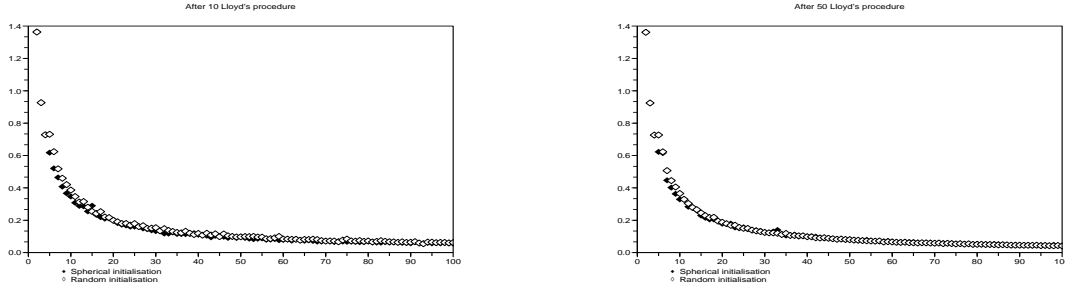 After 10 Lloyd's procedure
1.4
1.2
1.0
0.8
0.6
0.4
0.2
0.0
0 10 20 30 40 50 60 70 80 90 100
Spherical initialisation
Random initialisation
After 50 Lloyd's procedure
1.4
1.2
1.0
0.8
0.6
0.4
0.2
0.0
0 10 20 30 40 50 60 70 80 90 10
Spherical initialisation
Random initialisation